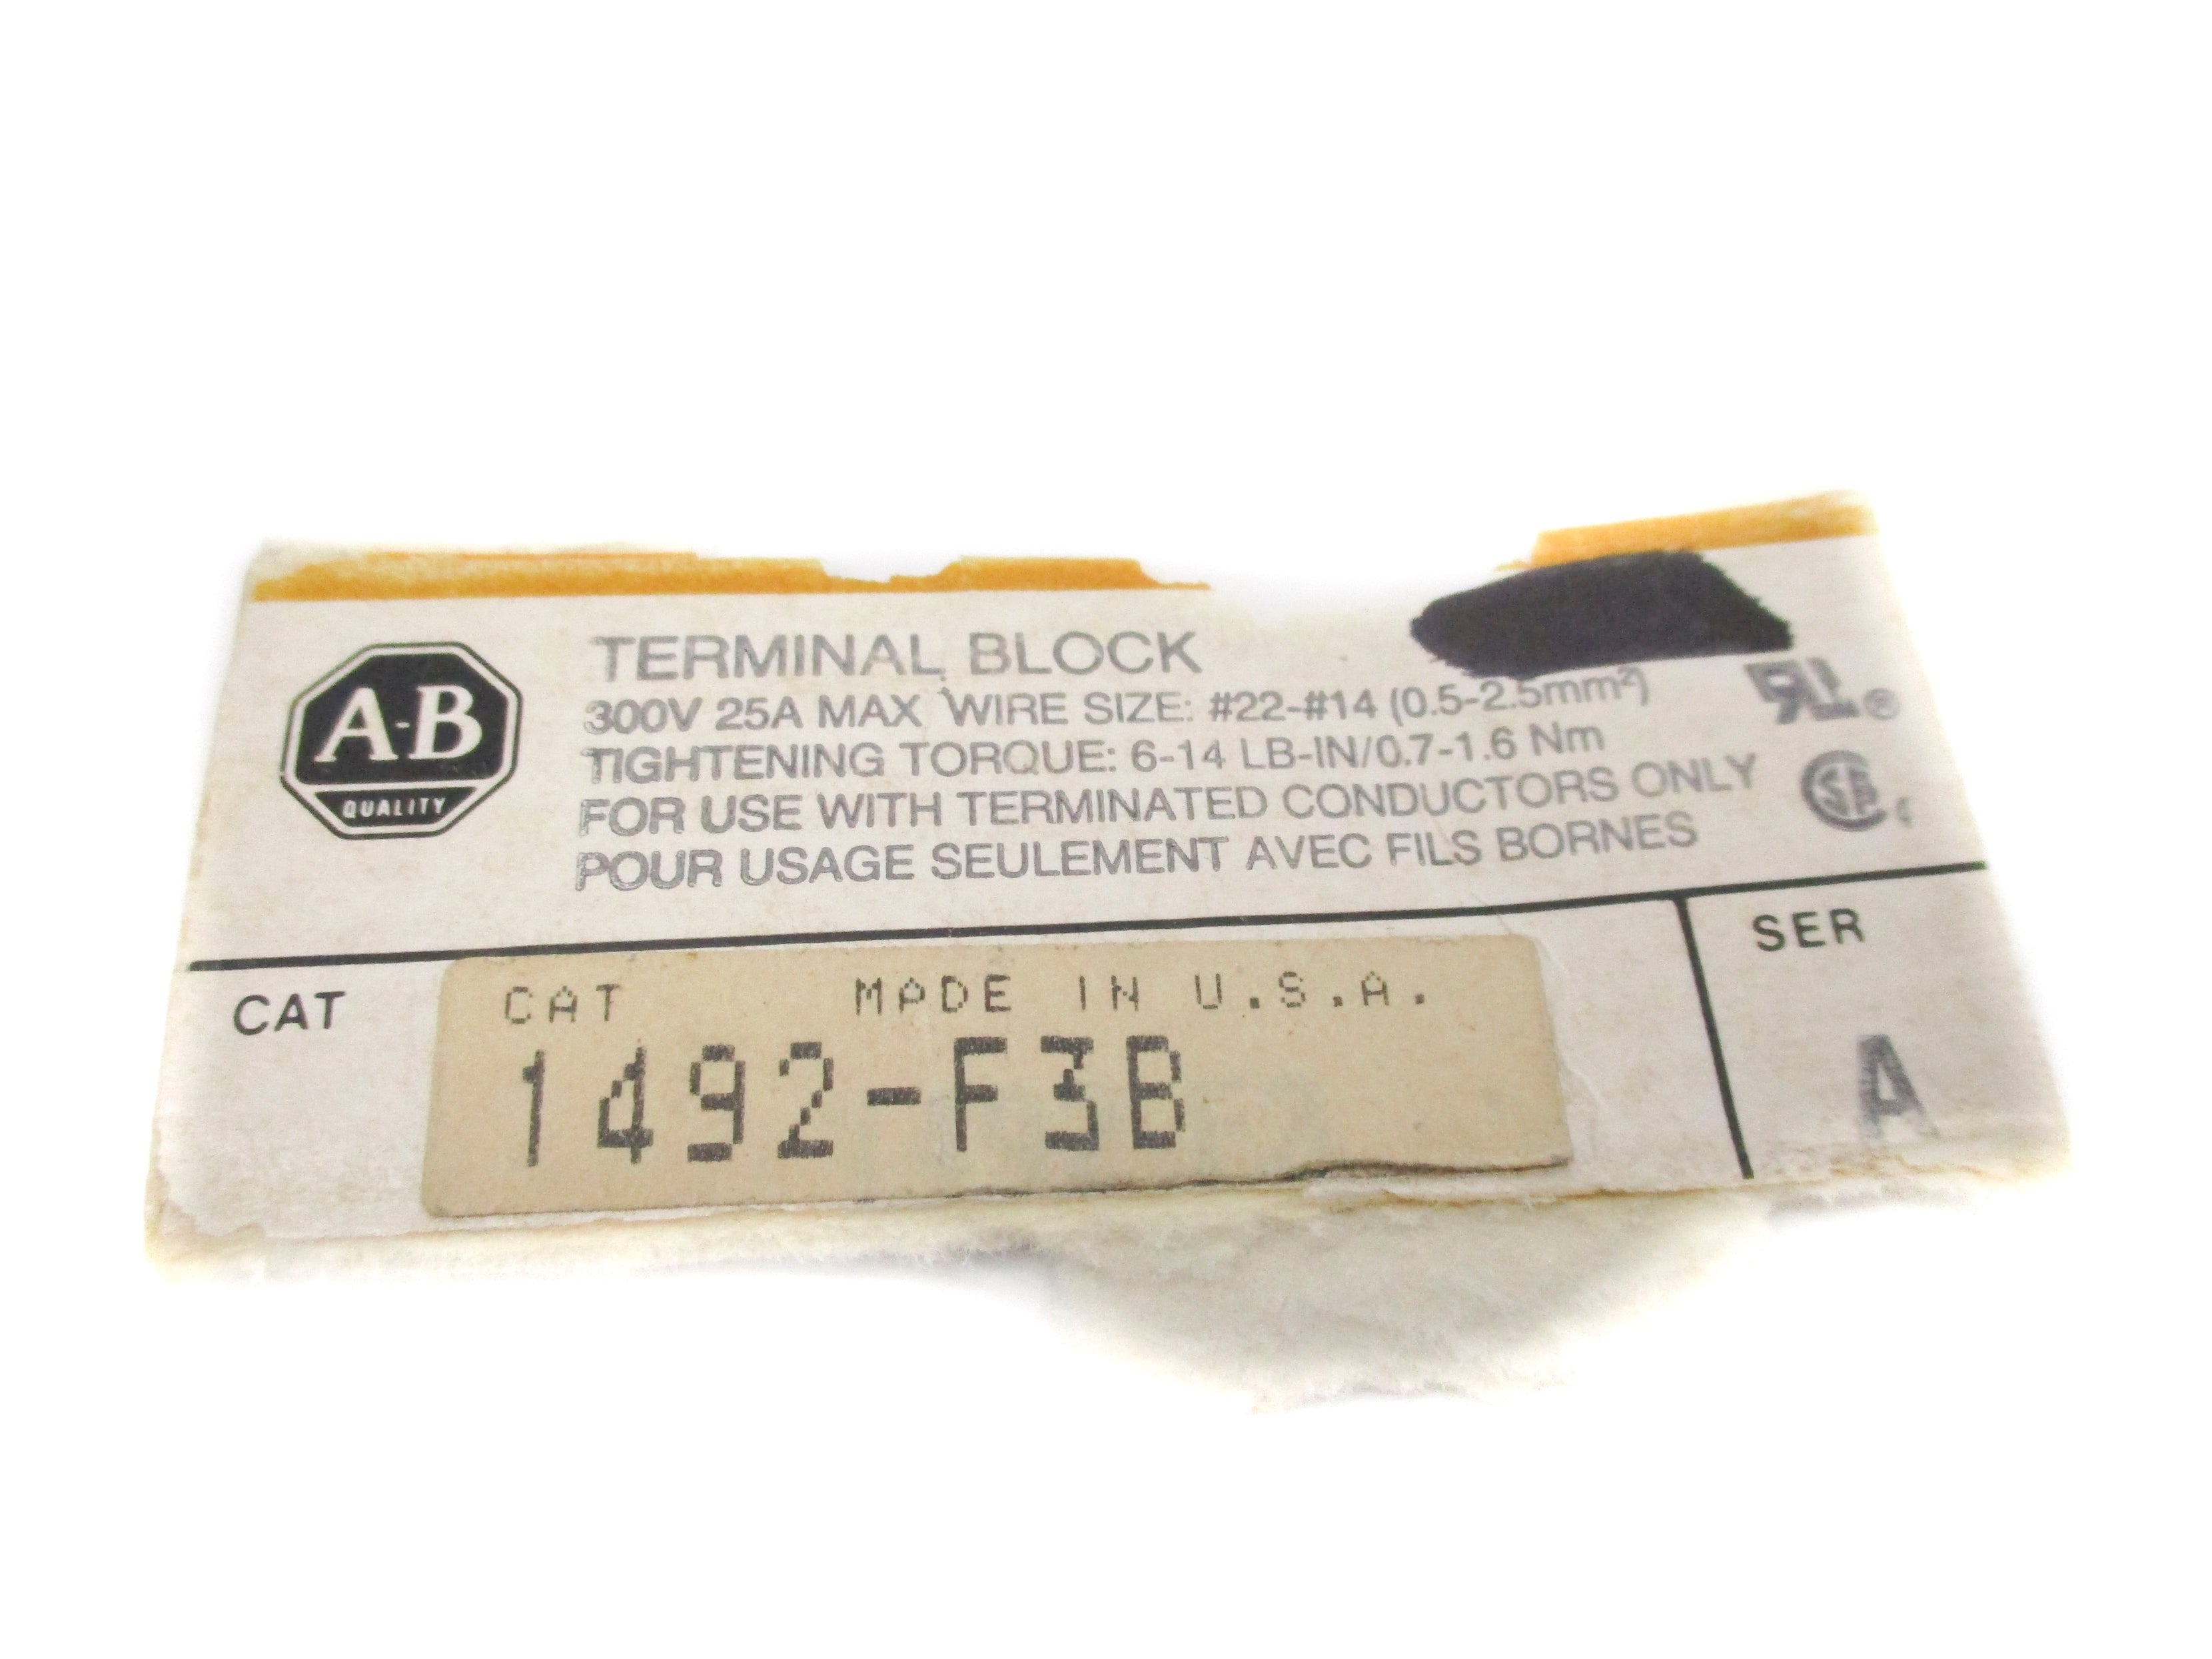 A-B
QUALITY
TERMINAL BLOCK
300V 25A MAX WIRE SIZE: #22-#14 (0.5-2.5mm²)
TIGHTENING TORQUE: 6-14 LB-IN/0.7-1.6 Nm
FOR USE WITH TERMINATED CONDUCTORS ONLY
POUR USAGE SEULEMENT AVEC FILS BORNES
®
CAT
CAT MADE IN U.S.A.
1492-F3B
SER
A